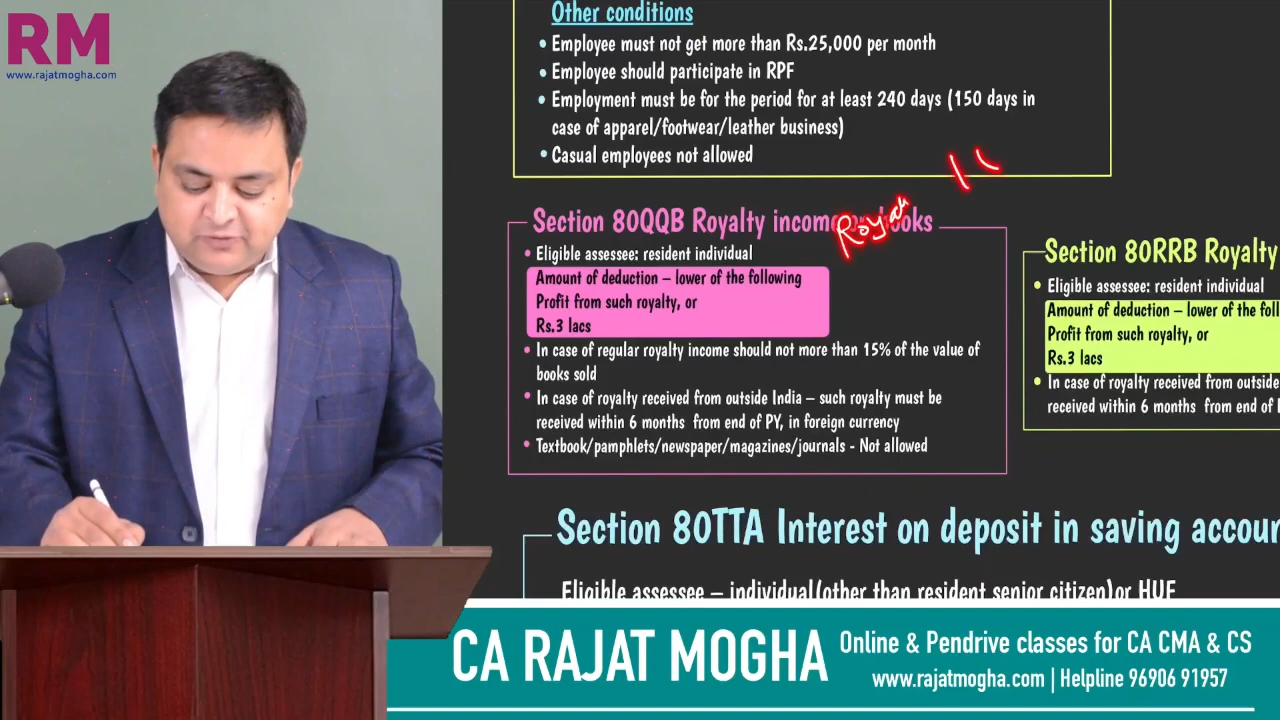 RM
www.rajatmogha.com
Other conditions
• Employee must not get more than Rs.25,000 per month
• Employee should participate in RPF
• Employment must be for the period for at least 240 days (150 days in
case of apparel/footwear/leather business)
• Casual employees not allowed
Section 80QQB Royalty income
• Eligible assessee: resident individual
Amount of deduction – lower of the following
Profit from such royalty, or
Rs.3 lacs
• In case of regular royalty income should not more than 15% of the value of
books sold
• In case of royalty received from outside India – such royalty must be
received within 6 months from end of PY, in foreign currency
• Textbook/pamphlets/newspaper/magazines/journals - Not allowed
Section 80RRB Royalty
• Eligible assessee: resident individual
Amount of deduction – lower of the
Profit from such royalty, or
Rs.3 lacs
• In case of royalty received from outside
received within 6 months from end of
Section 80TTA Interest on deposit in saving
Eligible assessee – individual(other than resident senior citizen)or HUF
CA RAJAT MOGHA
Online & Pendrive classes for CA CMA & CS
www.rajatmogha.com | Helpline 96906 91957